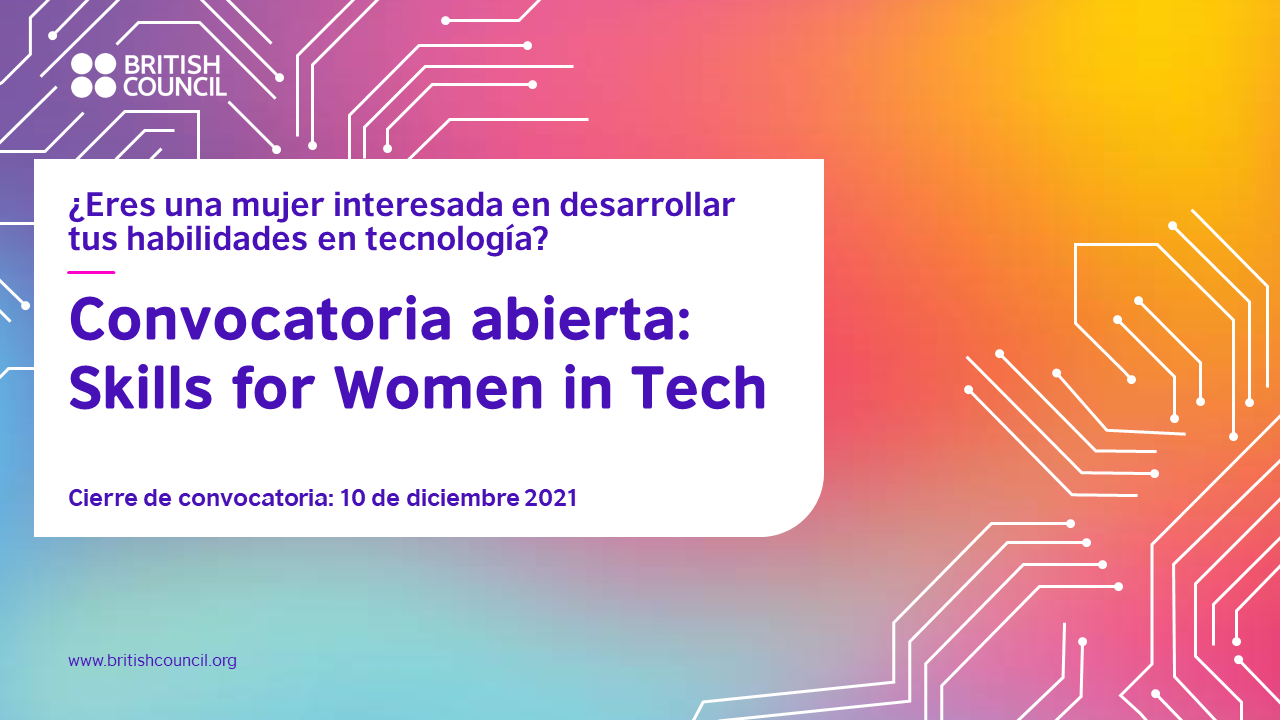 BRITISH
COUNCIL
¿Eres una mujer interesada en desarrollar
tus habilidades en tecnología?
Convocatoria abierta:
Skills for Women in Tech
Cierre de convocatoria: 10 de diciembre 2021
www.britishcouncil.org